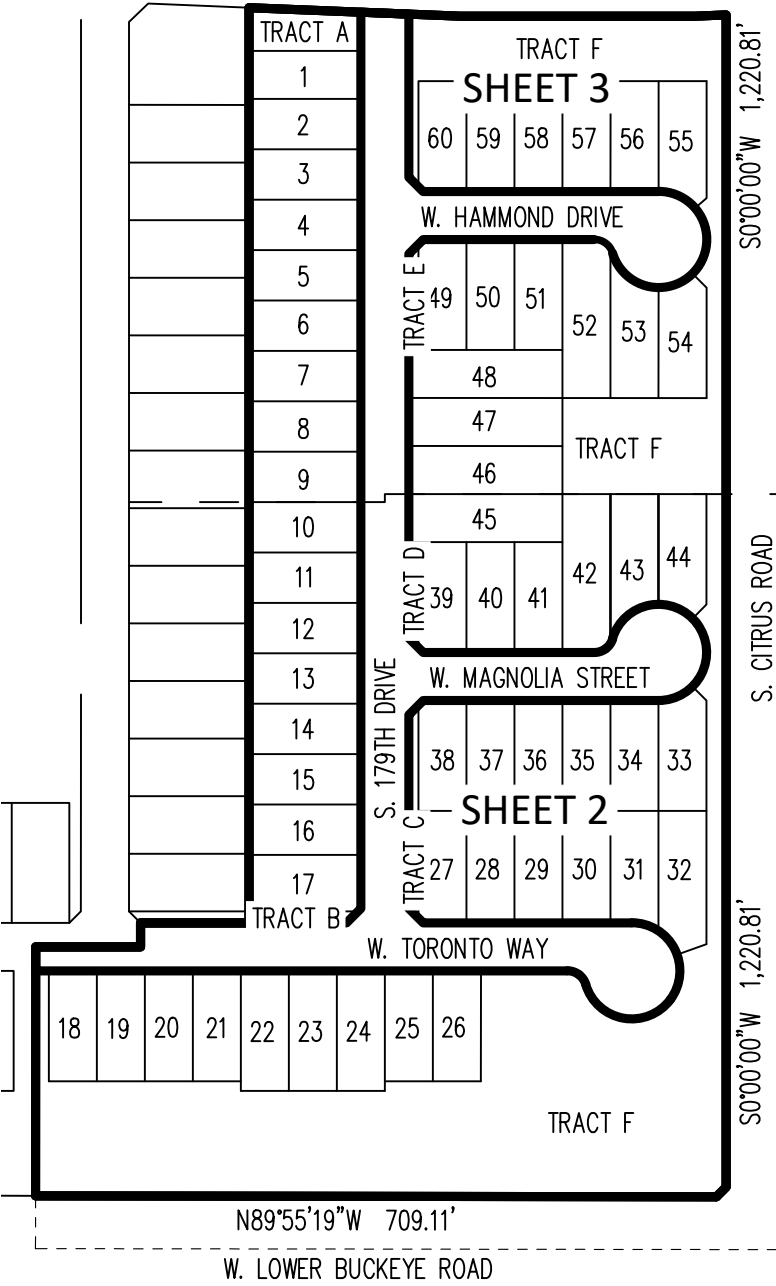 TRACT A
TRACT F
S0°00'00"W 1,220.81'
SHEET 3
1
2
3
4
5
6
7
8
9
10
11
12
13
14
15
16
17
TRACT B
60 59 58 57 56 55
W. HAMMOND DRIVE
TRACT E
49 50 51 52 53 54
48
47
46
45
TRACT F
TRACT D
39 40 41 42 43 44
S. CITRUS ROAD
W. MAGNOLIA STREET
S. 179TH DRIVE
38 37 36 35 34 33
SHEET 2
TRACT C
27 28 29 30 31 32
W. TORONTO WAY
S0°00'00"W 1,220.81'
18 19 20 21 22 23 24 25 26
TRACT F
N89°55'19"W 709.11'
W. LOWER BUCKEYE ROAD